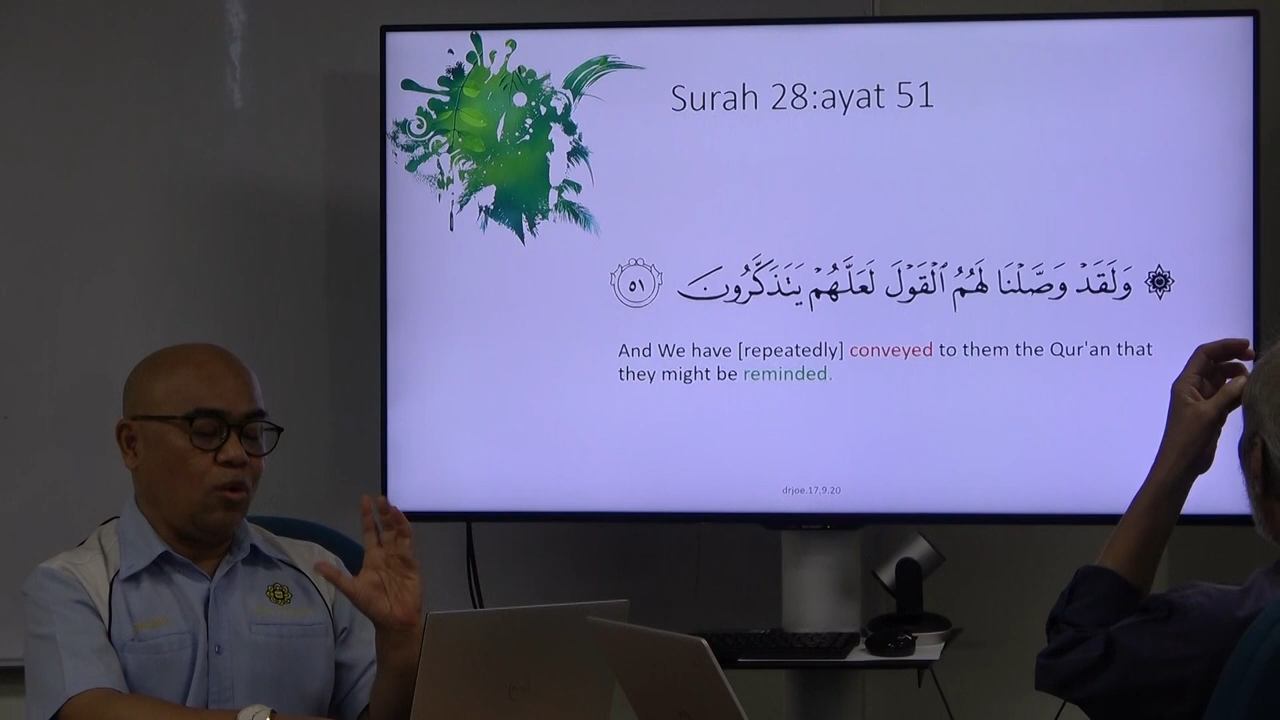 Surah 28:ayat 51
۞ وَلَقَدْ وَصَّلْنَا لَهُمُ الْقَوْلَ لَعَلَّهُمْ يَتَذَكَّرُونَ ٥١
And We have [repeatedly] conveyed to them the Qur'an that
they might be reminded.
drjoe.17,9.20